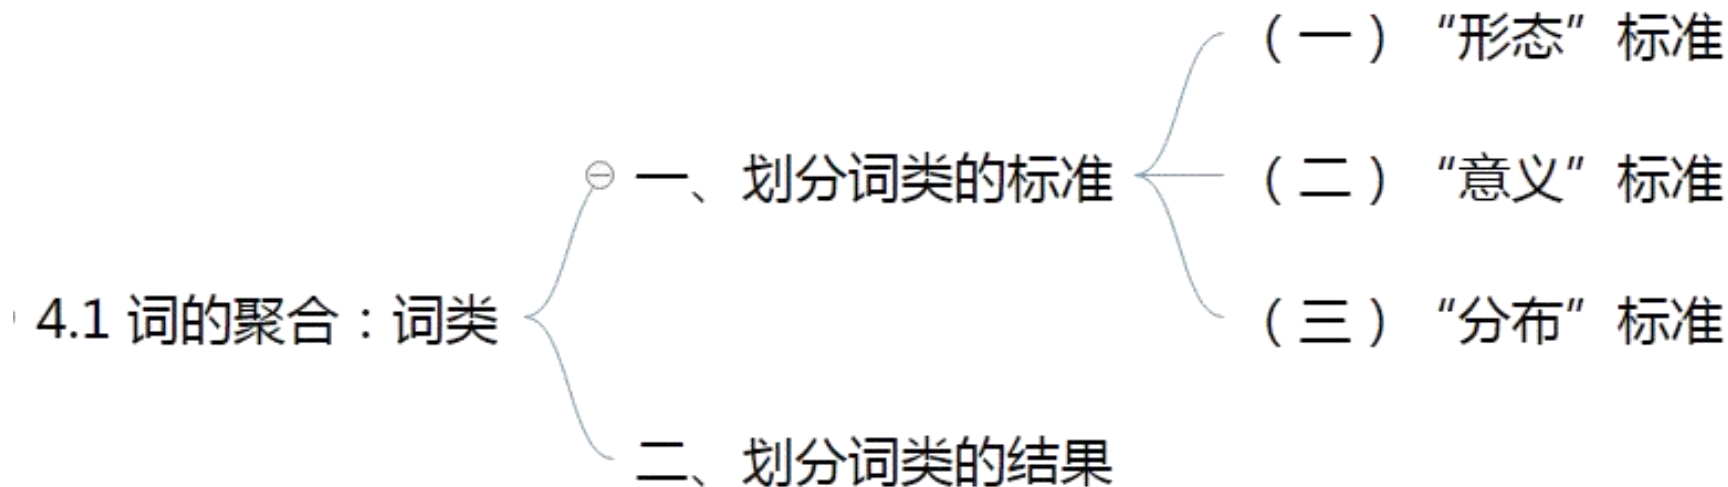 4.1 词的聚合：词类
一、划分词类的标准
（一）“形态”标准
（二）“意义”标准
（三）“分布”标准
二、划分词类的结果